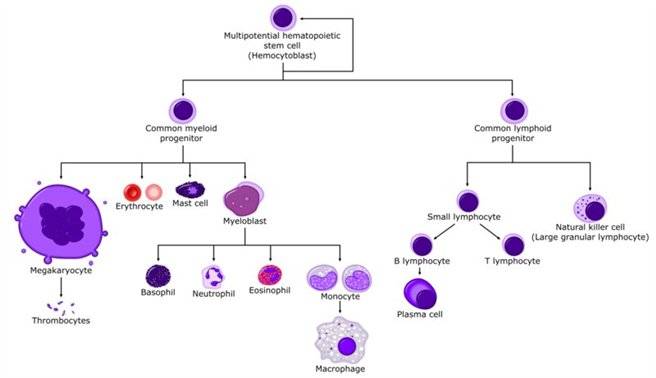 Multipotential hematopoietic
stem cell
(Hemocytoblast)
Common myeloid
progenitor
Common lymphoid
progenitor
Erythrocyte
Mast cell
Myeloblast
Small lymphocyte
Natural killer cell
(Large granular lymphocyte)
Megakaryocyte
B lymphocyte
T lymphocyte
Basophil
Neutrophil
Eosinophil
Monocyte
Thrombocytes
Plasma cell
Macrophage